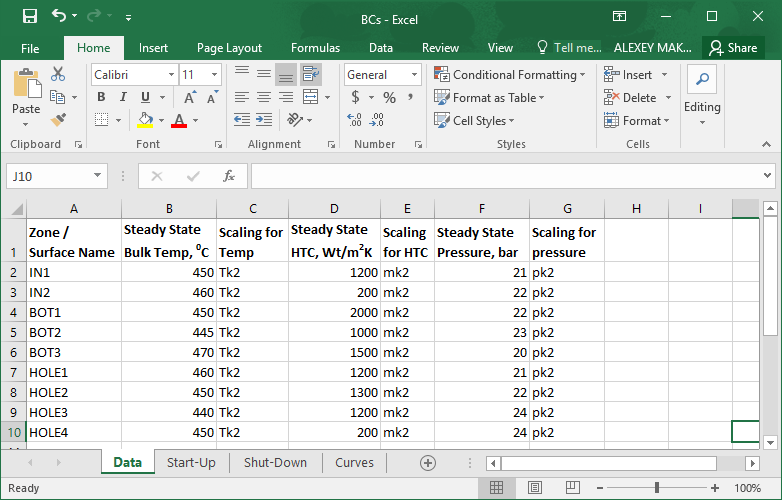 BCs - Excel
File Home Insert Page Layout Formulas Data Review View Tell me... ALEXEY MAK... Share
Paste Calibri 11 General Conditional Formatting Insert
B I U A A $ % , Format as Table Delete Editing
A .0 .00 Cell Styles Format
Clipboard Font Alignment Number Styles Cells
J10 fx
A B C D E F G H I
1 Zone / Surface Name Steady State Bulk Temp, ⁰C Scaling for Temp Steady State HTC, Wt/m²K Scaling for HTC Steady State Pressure, bar Scaling for pressure
2 IN1 450 Tk2 1200 mk2 21 pk2
3 IN2 460 Tk2 200 mk2 22 pk2
4 BOT1 450 Tk2 2000 mk2 22 pk2
5 BOT2 445 Tk2 1000 mk2 23 pk2
6 BOT3 470 Tk2 1500 mk2 20 pk2
7 HOLE1 460 Tk2 1200 mk2 21 pk2
8 HOLE2 450 Tk2 1300 mk2 22 pk2
9 HOLE3 440 Tk2 1200 mk2 24 pk2
10 HOLE4 450 Tk2 200 mk2 24 pk2
Data Start-Up Shut-Down Curves
Ready 100%